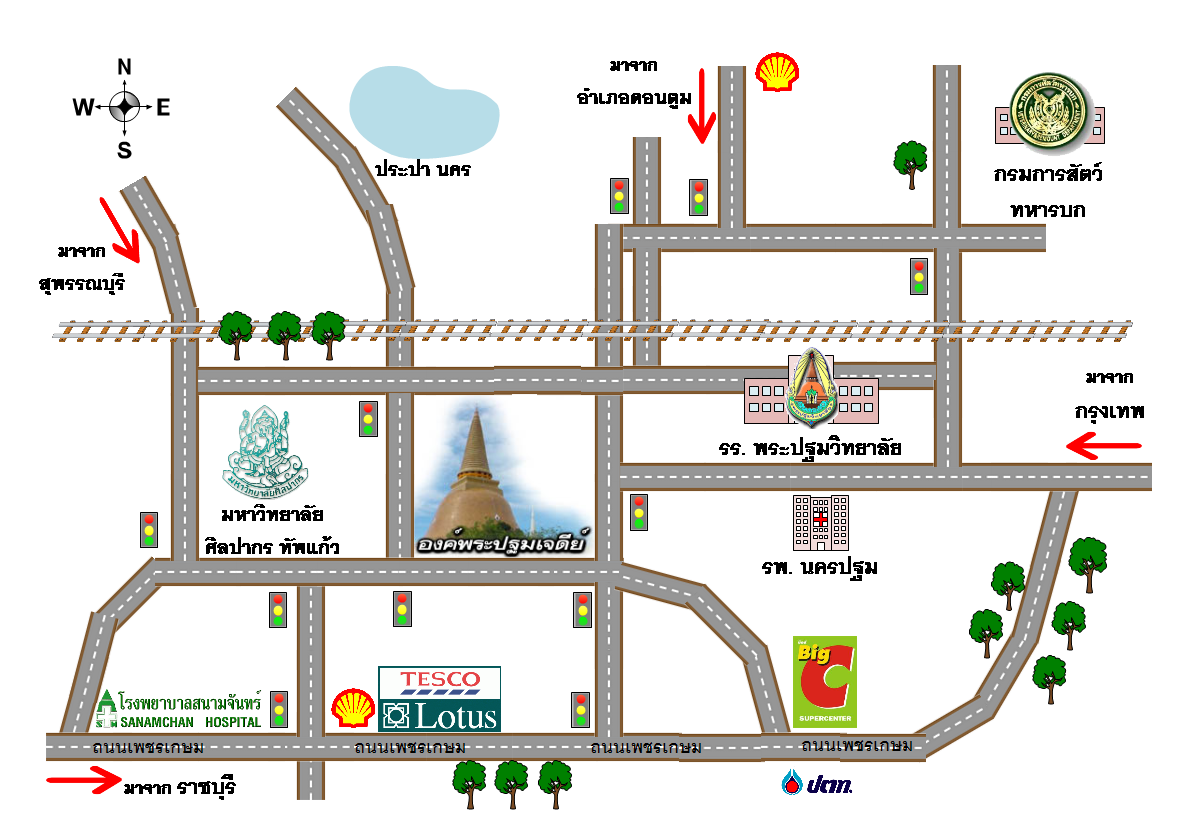 N
W
E
S
มาจาก
อำเภอดอนตูม
ประปา นคร
กรมการสัตว์
ทหารบก
มาจาก
สุพรรณบุรี
มาจาก
กรุงเทพ
รร. พระปฐมวิทยาลัย
มหาวิทยาลัยศิลปากร
มหาวิทยาลัย
ศิลปากร ทับแก้ว
องค์พระปฐมเจดีย์
รพ. นครปฐม
Big
C
SUPERCENTER
TESCO
Lotus
โรงพยาบาลสนามจันทร์
SANAMCHAN HOSPITAL
ถนนเพชรเกษม
ถนนเพชรเกษม
ถนนเพชรเกษม
ถนนเพชรเกษม
มาจาก ราชบุรี
ปตท.